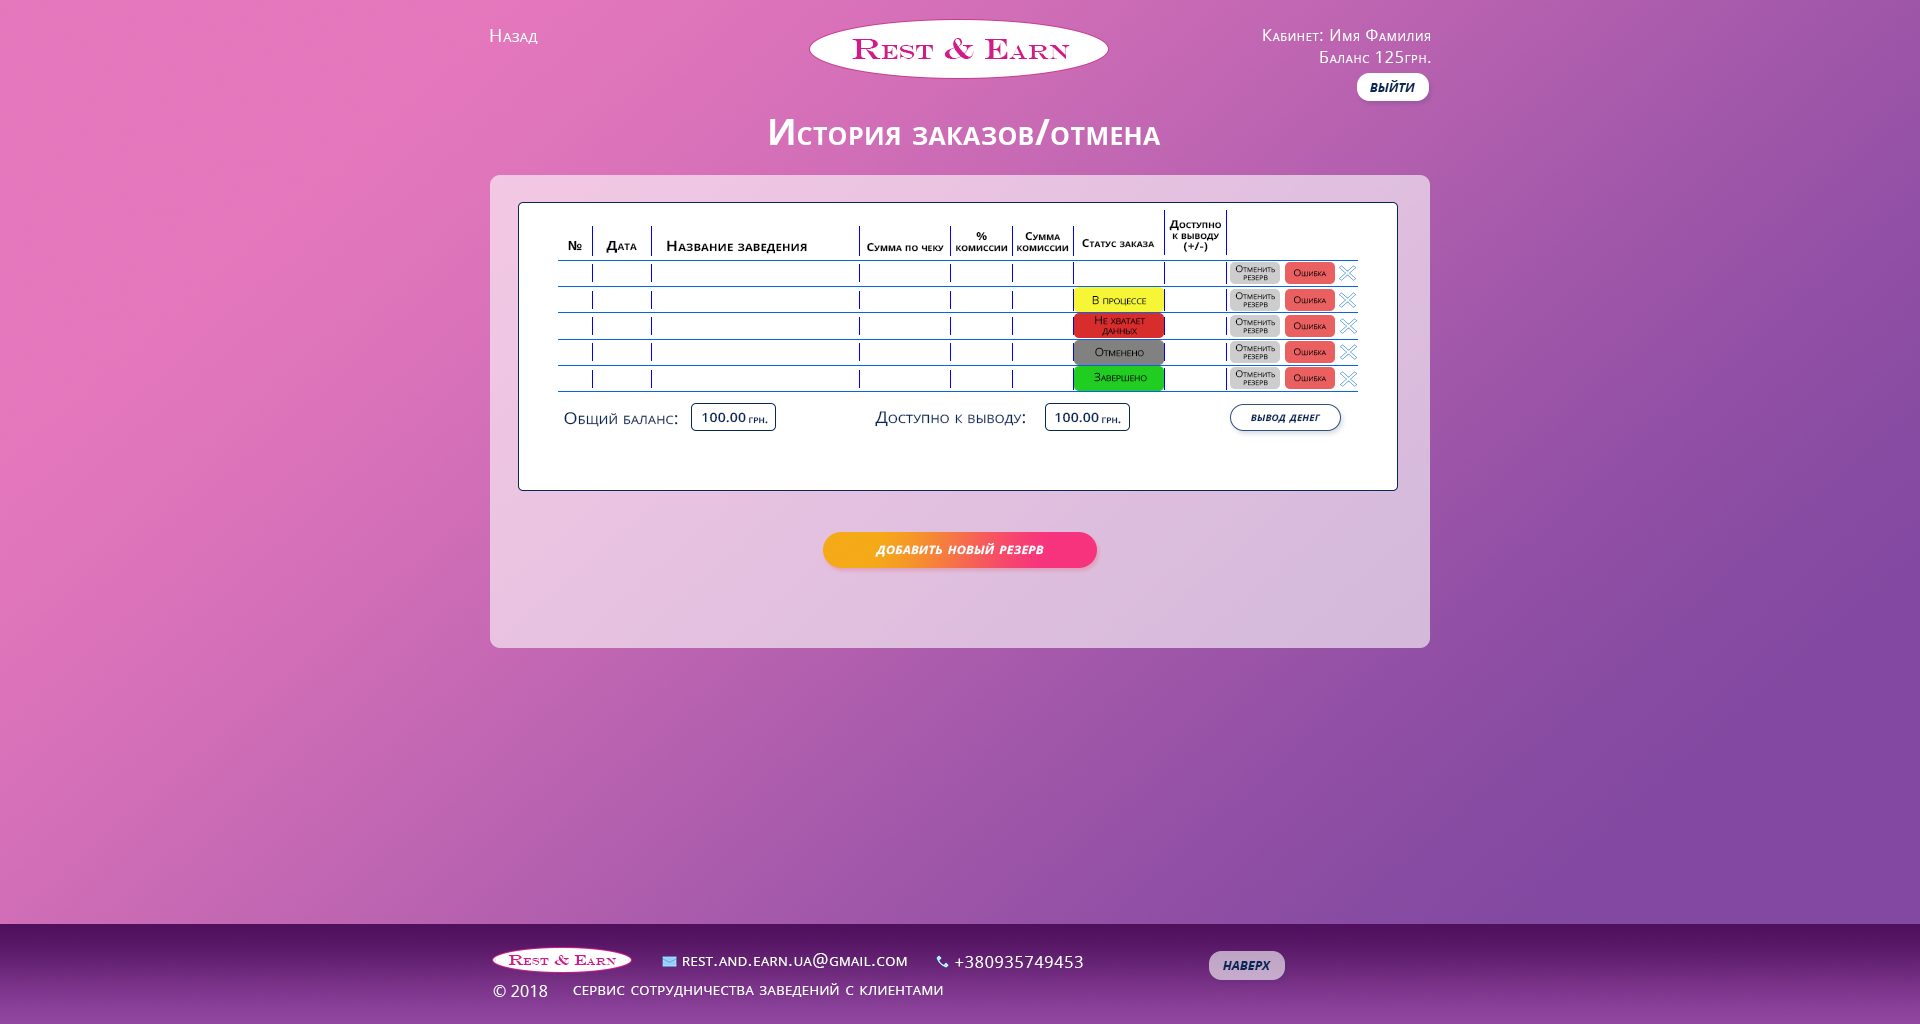 Назад
Rest & Earn
Кабинет: Имя Фамилия
Баланс 125грн.
ВЫЙТИ
История заказов/отмена
№
Дата
Название заведения
Сумма по чеку
%
комиссии
Сумма
комиссии
Статус заказа
Доступно
к выводу
(+/-)
Отменить
резерв
Ошибка
В процессе
Отменить
резерв
Ошибка
Не хватает
данных
Отменить
резерв
Ошибка
Отменено
Отменить
резерв
Ошибка
Завершено
Отменить
резерв
Ошибка
Общий баланс:
100.00 грн.
Доступно к выводу:
100.00 грн.
вывод денег
добавить новый резерв
Rest & Earn
rest.and.earn.ua@gmail.com
+380935749453
НАВЕРХ
© 2018
сервис сотрудничества заведений с клиентами